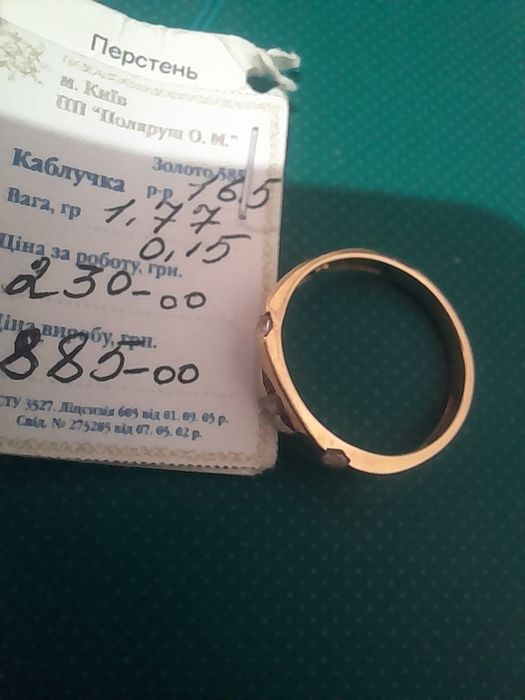 Перстень
м. Київ
ПП "Поляруш О. М."
Золото 585
Каблучка р-р 16,5
Вага, гр 1,77
0,15
Ціна за роботу, грн.
230-00
Ціна виробу, грн.
885-00
СТУ 3527. Ліцензія 605 від 01. 09. 05 р.
Свід. № 275285 від 07. 05. 02 р.